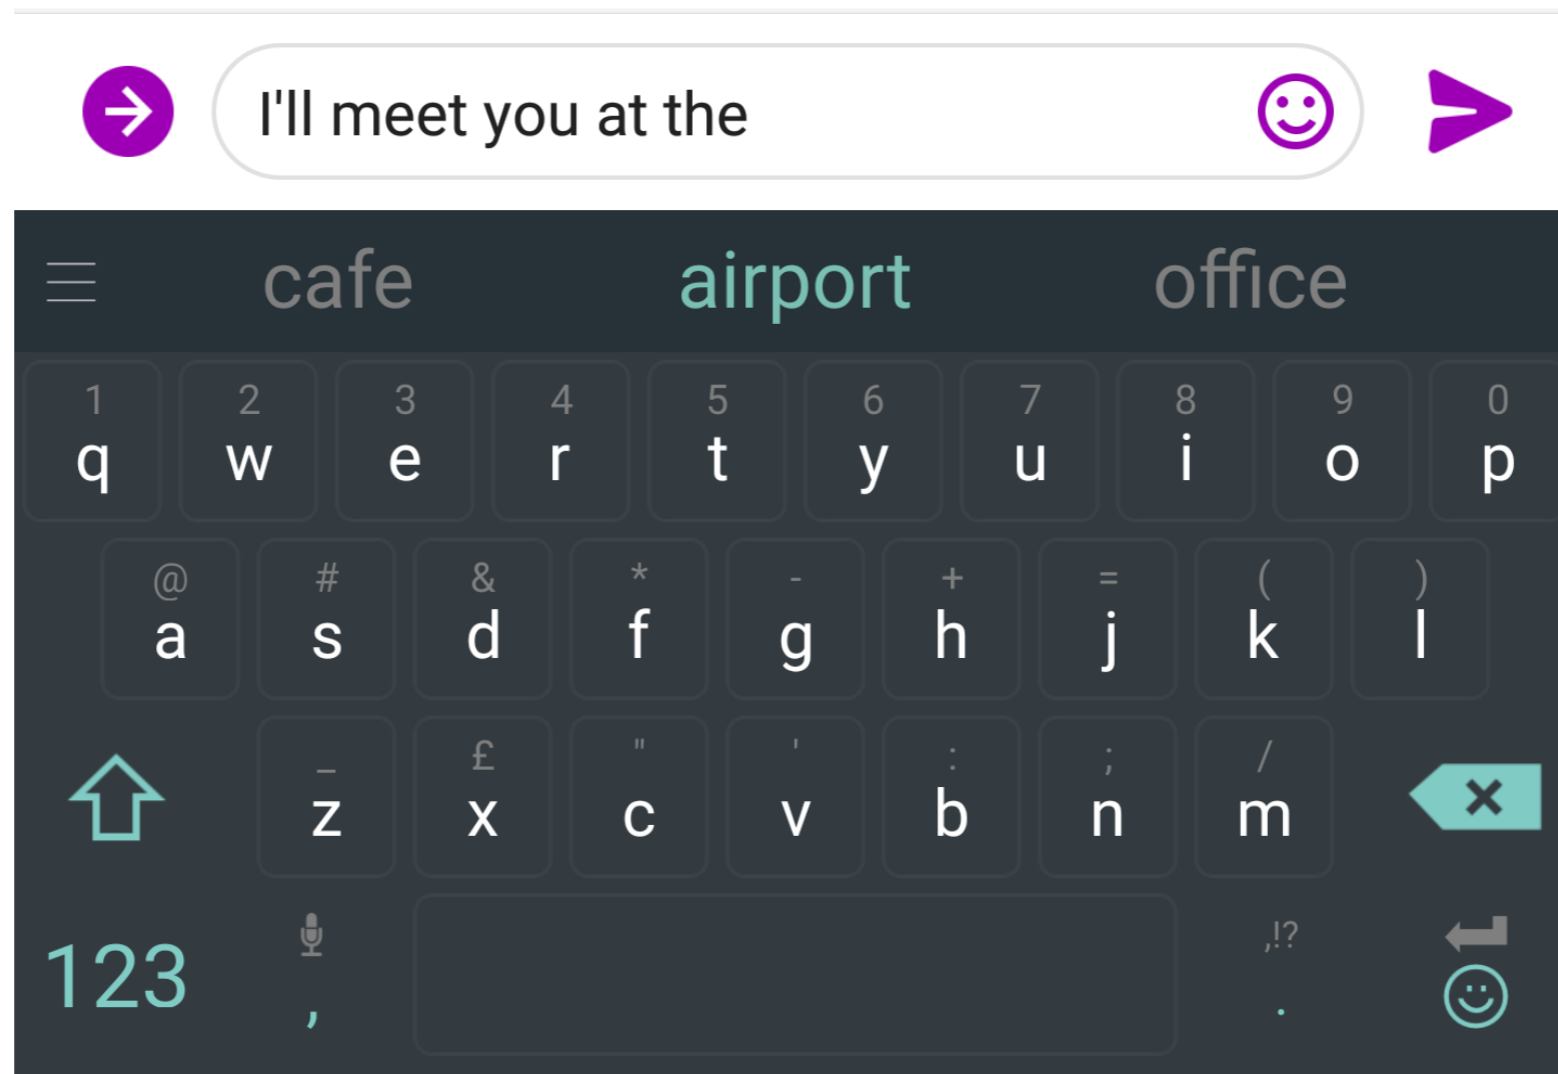 I'll meet you at the
cafe airport office
1 2 3 4 5 6 7 8 9 0
q w e r t y u i o p
@ # & * - + = ( )
a s d f g h j k l
_ £ " ' : ; /
z x c v b n m
,!?
123 , .